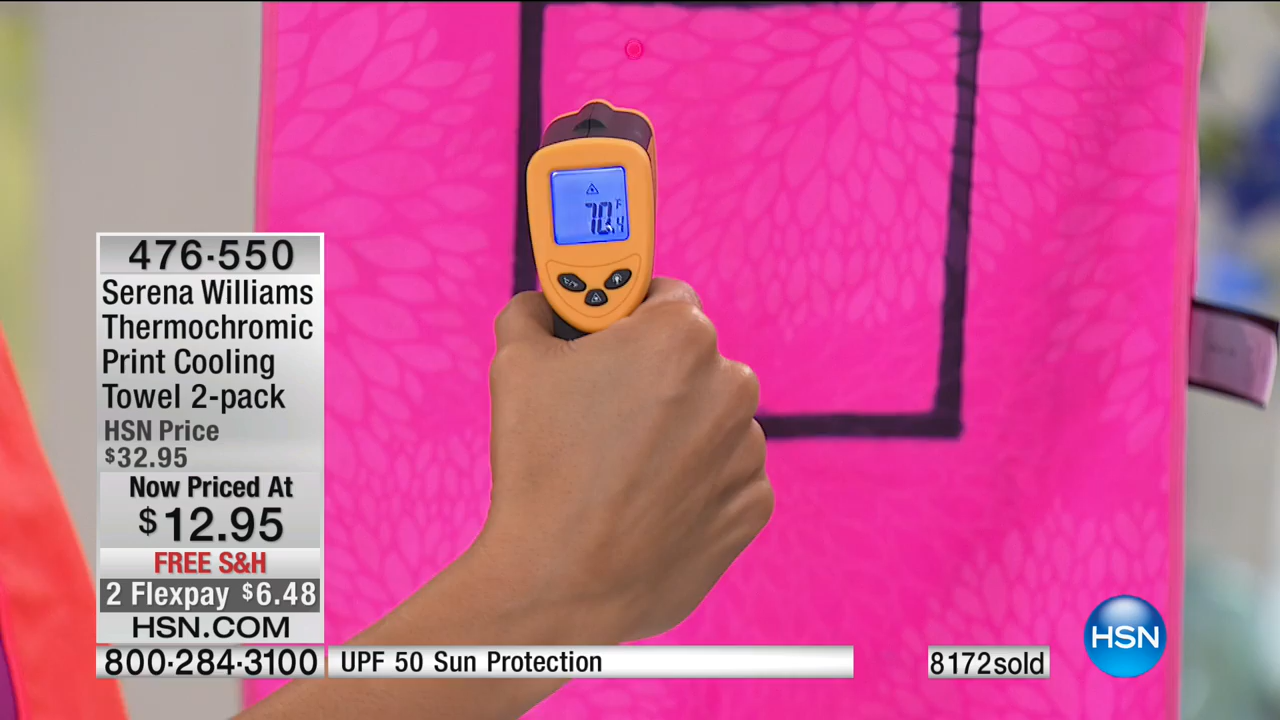 F
70.4
476·550
Serena Williams
Thermochromic
Print Cooling
Towel 2-pack
HSN Price
$32.95
Now Priced At
$12.95
FREE S&H
2 Flexpay $6.48
HSN.COM
800·284·3100
UPF 50 Sun Protection
8172sold
HSN